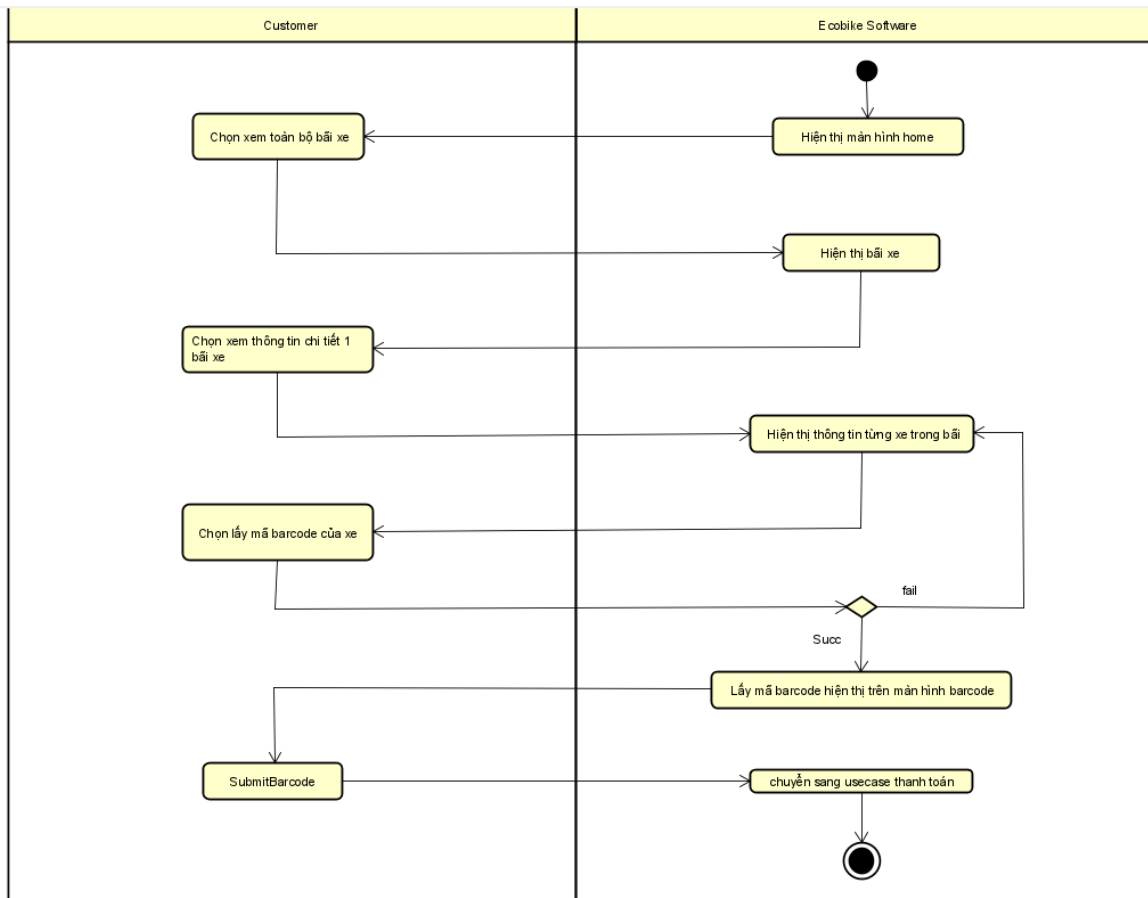 Customer
Ecobike Software
Chọn xem toàn bộ bãi xe
Hiện thị màn hình home
Hiện thị bãi xe
Chọn xem thông tin chi tiết 1
bãi xe
Hiện thị thông tin từng xe trong bãi
Chọn lấy mã barcode của xe
fail
Succ
Lấy mã barcode hiện thị trên màn hình barcode
SubmitBarcode
chuyển sang usecase thanh toán